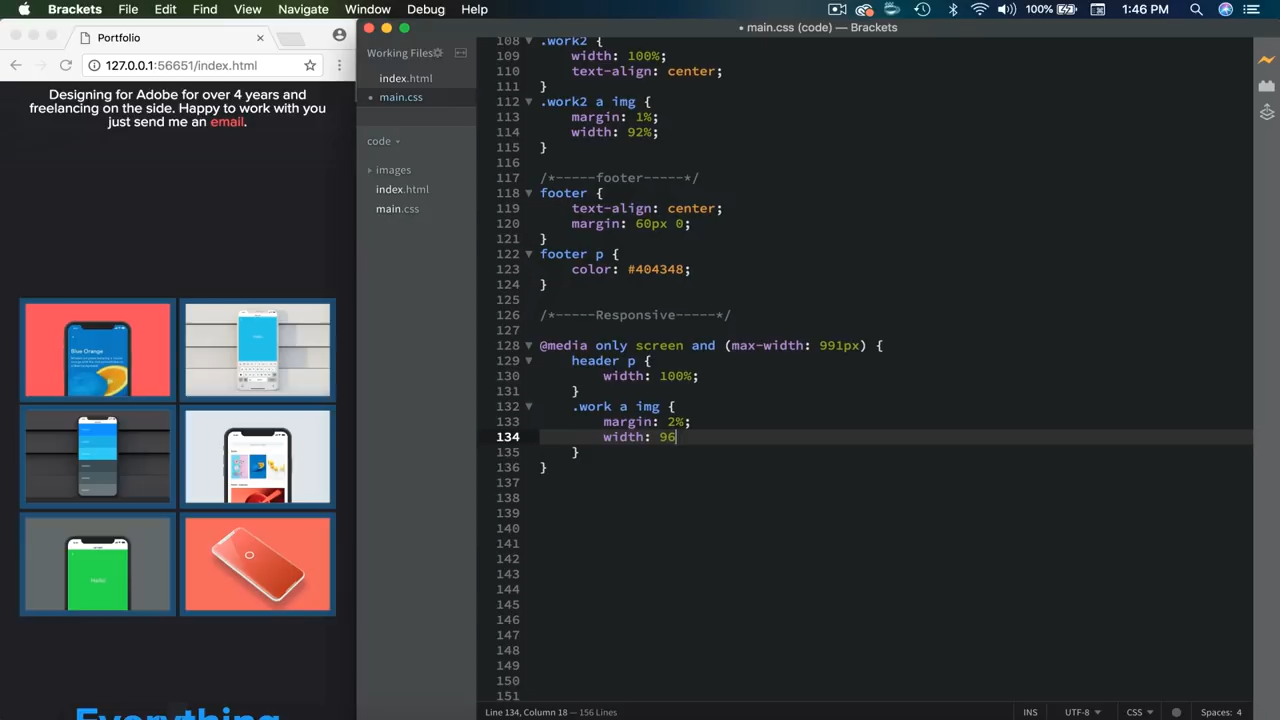 Brackets File Edit Find View Navigate Window Debug Help 100% 1:46 PM
Portfolio
127.0.0.1:56651/index.html
Designing for Adobe for over 4 years and
freelancing on the side. Happy to work with you
just send me an email.
Blue Orange
Hello
Everything
main.css (code) — Brackets
Working Files
index.html
main.css
code
images
index.html
main.css
108 .work2 {
109 width: 100%;
110 text-align: center;
111 }
112 .work2 a img {
113 margin: 1%;
114 width: 92%;
115 }
116
117 /*-----footer-----*/
118 footer {
119 text-align: center;
120 margin: 60px 0;
121 }
122 footer p {
123 color: #404348;
124 }
125
126 /*-----Responsive-----*/
127
128 @media only screen and (max-width: 991px) {
129 header p {
130 width: 100%;
131 }
132 .work a img {
133 margin: 2%;
134 width: 96
135 }
136 }
137
138
139
140
141
142
143
144
145
146
147
148
149
150
151
Line 134, Column 18 — 156 Lines INS UTF-8 CSS Spaces: 4